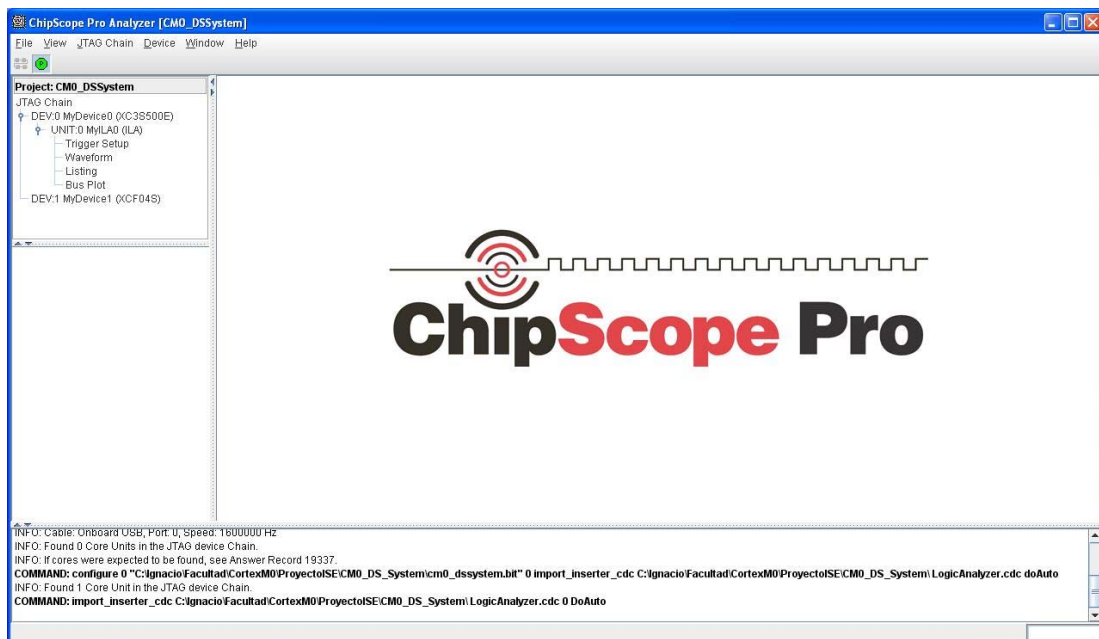 ChipScope Pro Analyzer [CM0_DSSystem]
File View JTAG Chain Device Window Help
Project: CM0_DSSystem
JTAG Chain
DEV:0 MyDevice0 (XC3S500E)
UNIT:0 MyILA0 (ILA)
Trigger Setup
Waveform
Listing
Bus Plot
DEV:1 MyDevice1 (XCF04S)
ChipScope Pro
INFO: Cable: Onboard USB, Port: 0, Speed: 1600000 Hz
INFO: Found 0 Core Units in the JTAG device Chain.
INFO: If cores were expected to be found, see Answer Record 19337.
COMMAND: configure 0 "C:\Ignacio\Facultad\CortexM0\ProyectoISE\CM0_DS_System\cm0_dssystem.bit" 0 import_inserter_cdc C:\Ignacio\Facultad\CortexM0\ProyectoISE\CM0_DS_System\ LogicAnalyzer.cdc doAuto
INFO: Found 1 Core Unit in the JTAG device Chain.
COMMAND: import_inserter_cdc C:\Ignacio\Facultad\CortexM0\ProyectoISE\CM0_DS_System\ LogicAnalyzer.cdc 0 DoAuto